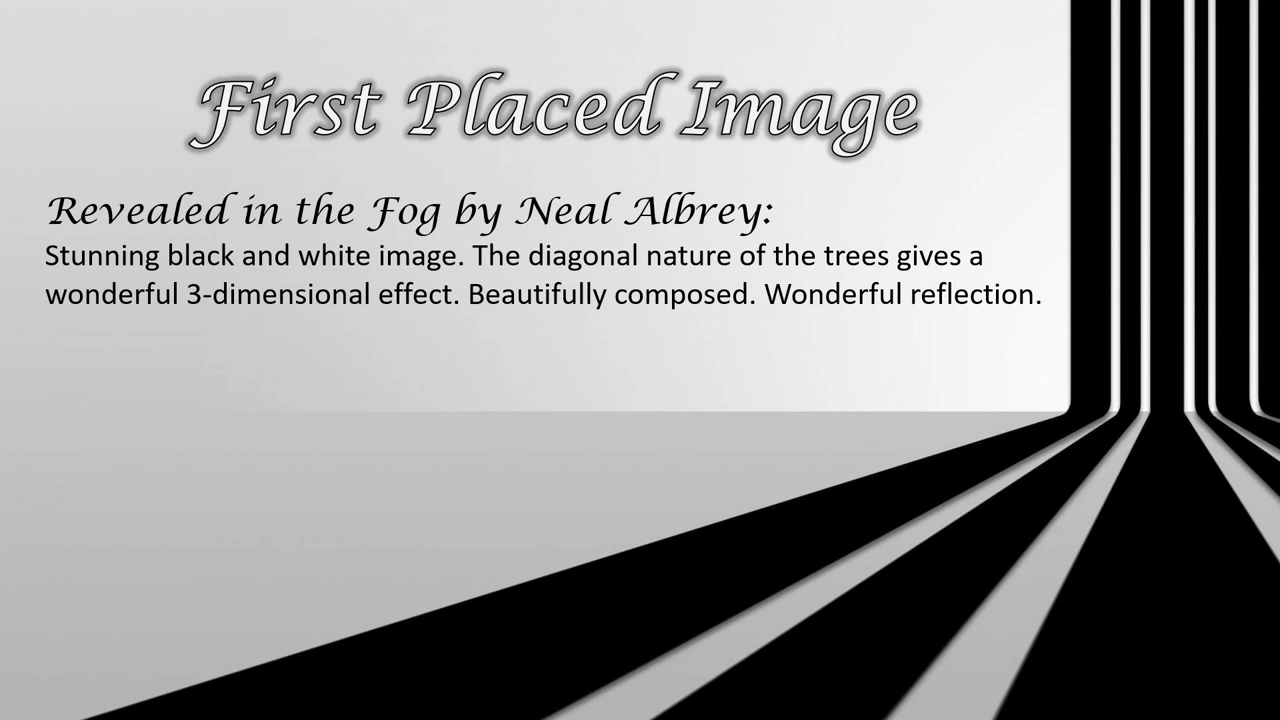 First Placed Image
Revealed in the Fog by Neal Albrey:
Stunning black and white image. The diagonal nature of the trees gives a
wonderful 3-dimensional effect. Beautifully composed. Wonderful reflection.